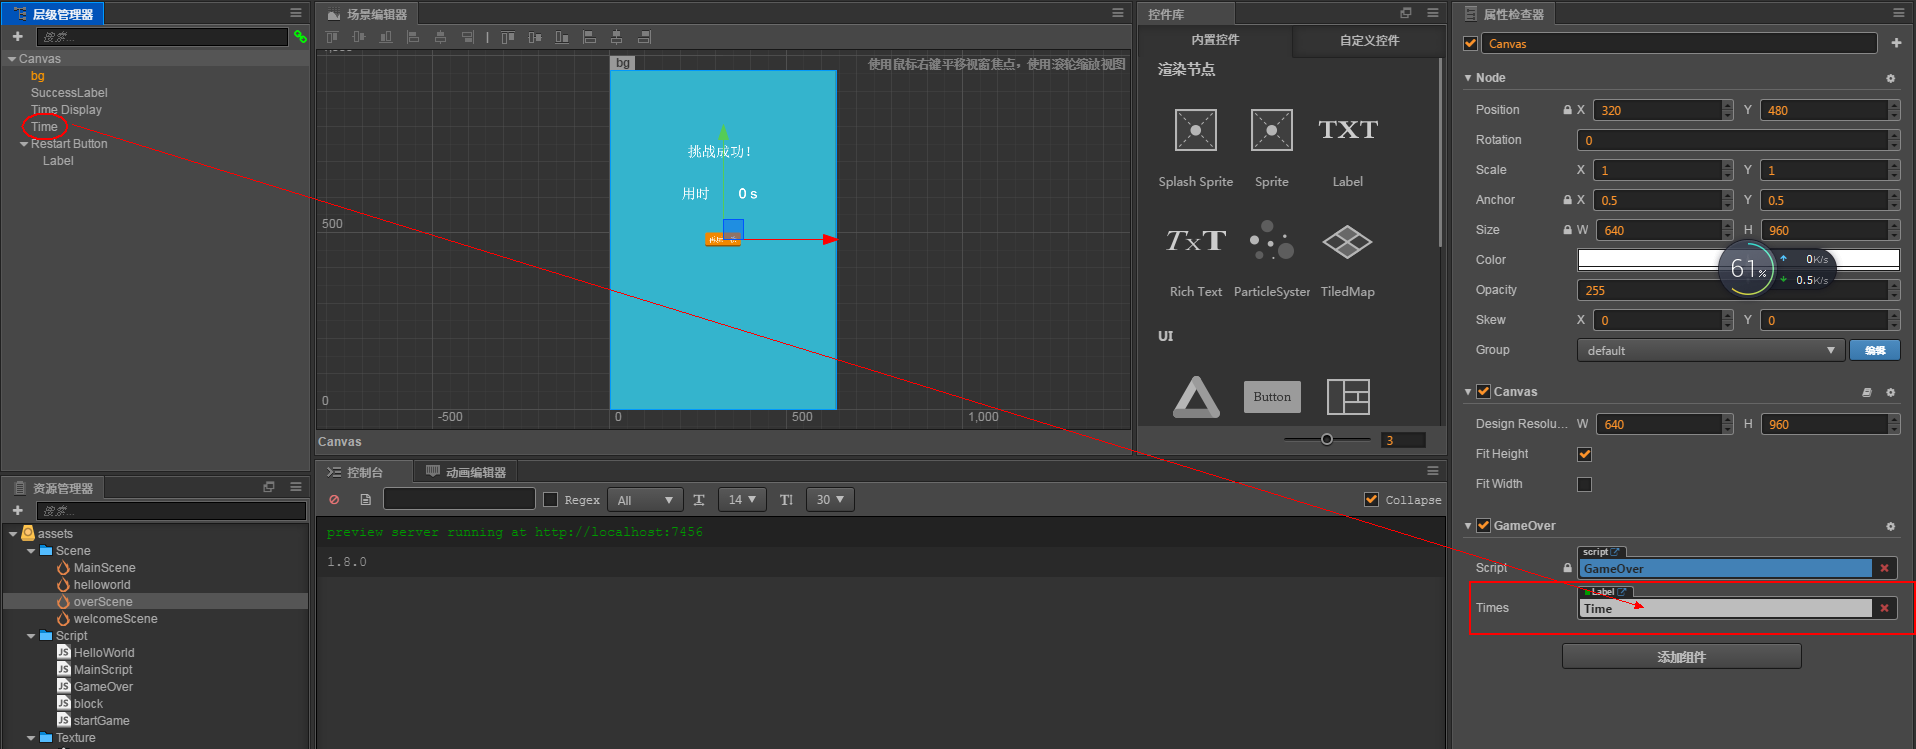 层级管理器
搜索...
Canvas
bg
SuccessLabel
Time Display
Time
Restart Button
Label
资源管理器
搜索...
assets
Scene
MainScene
helloworld
overScene
welcomeScene
Script
HelloWorld
MainScript
GameOver
block
startGame
Texture
场景编辑器
使用鼠标右键平移视窗焦点，使用滚轮缩放视图
bg
挑战成功！
用时 0 s
500
0
-500 0 500 1,000
Canvas
控制台 动画编辑器
Regex All 14 30 Collapse
preview server running at http://localhost:7456
1.8.0
控件库
内置控件 自定义控件
渲染节点
TXT
Splash Sprite Sprite Label
TxT
Rich Text ParticleSyster TiledMap
UI
Button
3
属性检查器
Canvas
Node
Position X 320 Y 480
Rotation 0
Scale X 1 Y 1
Anchor X 0.5 Y 0.5
Size W 640 H 960
Color
61% 0K/s
0.5K/s
Opacity 255
Skew X 0 Y 0
Group default 编辑
Canvas
Design Resolu... W 640 H 960
Fit Height
Fit Width
GameOver
script
Script GameOver
Label
Times Time
添加组件